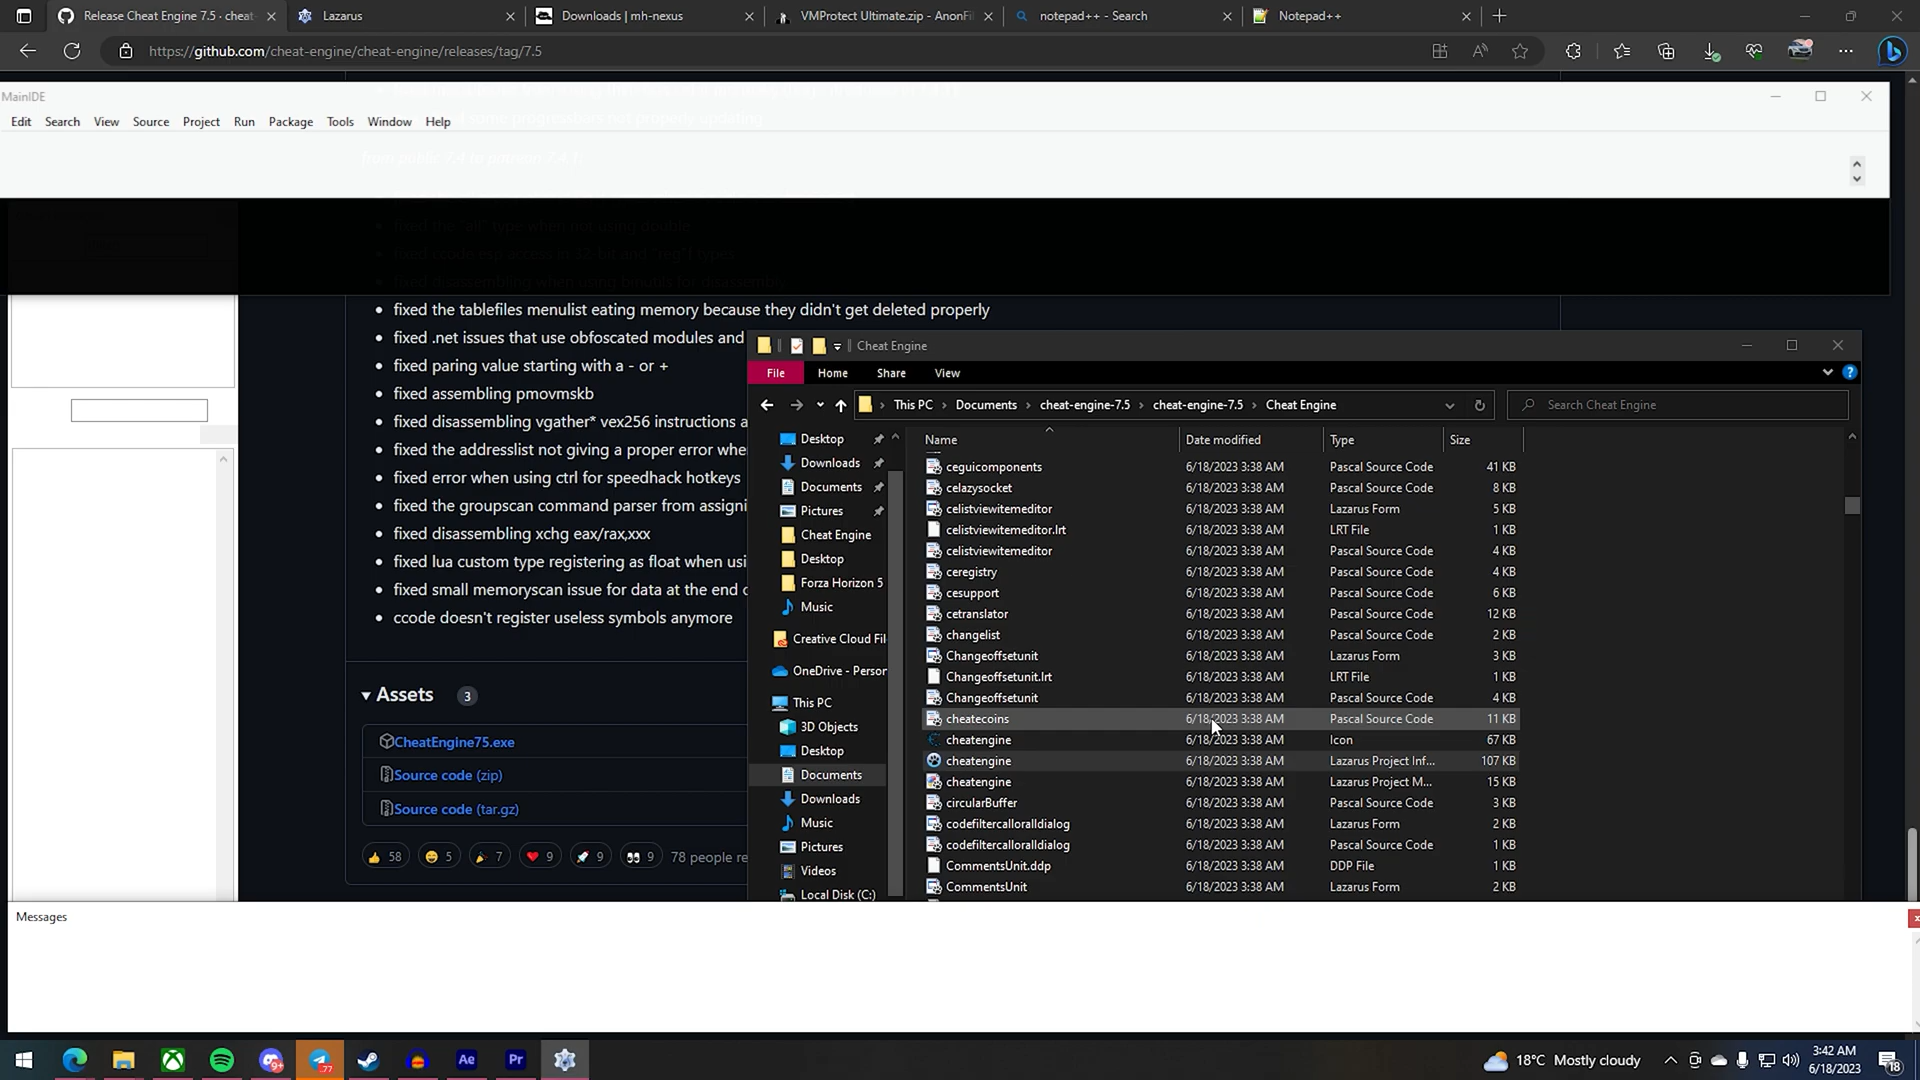 Release Cheat Engine 7.5 · cheat-
Lazarus
Downloads | mh-nexus
VMProtect Ultimate.zip - AnonFi
notepad++ - Search
Notepad++
https://github.com/cheat-engine/cheat-engine/releases/tag/7.5
MainIDE
Edit Search View Source Project Run Package Tools Window Help
fixed the tablefiles menulist eating memory because they didn't get deleted properly
fixed .net issues that use obfoscated modules and
fixed paring value starting with a - or +
fixed assembling pmovmskb
fixed disassembling vgather* vex256 instructions a
fixed the addresslist not giving a proper error whe
fixed error when using ctrl for speedhack hotkeys
fixed the groupscan command parser from assigni
fixed disassembling xchg eax/rax,xxx
fixed lua custom type registering as float when usi
fixed small memoryscan issue for data at the end o
ccode doesn't register useless symbols anymore
Assets 3
CheatEngine75.exe
Source code (zip)
Source code (tar.gz)
58 5 7 9 9 9 78 people re
Cheat Engine
File Home Share View
This PC Documents cheat-engine-7.5 cheat-engine-7.5 Cheat Engine
Search Cheat Engine
Desktop
Downloads
Documents
Pictures
Cheat Engine
Desktop
Forza Horizon 5
Music
Creative Cloud Fil
OneDrive - Person
This PC
3D Objects
Desktop
Documents
Downloads
Music
Pictures
Videos
Local Disk (C:)
Name Date modified Type Size
ceguicomponents 6/18/2023 3:38 AM Pascal Source Code 41 KB
celazysocket 6/18/2023 3:38 AM Pascal Source Code 8 KB
celistviewitemeditor 6/18/2023 3:38 AM Lazarus Form 5 KB
celistviewitemeditor.lrt 6/18/2023 3:38 AM LRT File 1 KB
celistviewitemeditor 6/18/2023 3:38 AM Pascal Source Code 4 KB
ceregistry 6/18/2023 3:38 AM Pascal Source Code 4 KB
cesupport 6/18/2023 3:38 AM Pascal Source Code 6 KB
cetranslator 6/18/2023 3:38 AM Pascal Source Code 12 KB
changelist 6/18/2023 3:38 AM Pascal Source Code 2 KB
Changeoffsetunit 6/18/2023 3:38 AM Lazarus Form 3 KB
Changeoffsetunit.lrt 6/18/2023 3:38 AM LRT File 1 KB
Changeoffsetunit 6/18/2023 3:38 AM Pascal Source Code 4 KB
cheatecoins 6/18/2023 3:38 AM Pascal Source Code 11 KB
cheatengine 6/18/2023 3:38 AM Icon 67 KB
cheatengine 6/18/2023 3:38 AM Lazarus Project Inf... 107 KB
cheatengine 6/18/2023 3:38 AM Lazarus Project M... 15 KB
circularBuffer 6/18/2023 3:38 AM Pascal Source Code 3 KB
codefiltercalloralldialog 6/18/2023 3:38 AM Lazarus Form 2 KB
codefiltercalloralldialog 6/18/2023 3:38 AM Pascal Source Code 1 KB
CommentsUnit.ddp 6/18/2023 3:38 AM DDP File 1 KB
CommentsUnit 6/18/2023 3:38 AM Lazarus Form 2 KB
Messages
18°C Mostly cloudy
3:42 AM
6/18/2023
18